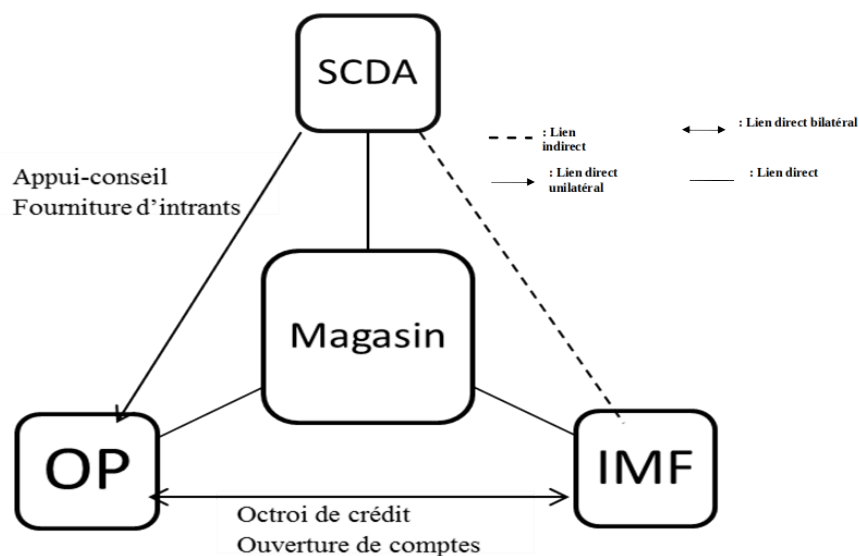 SCDA
: Lien
indirect
: Lien direct bilatéral
: Lien direct
unilatéral
: Lien direct
Appui-conseil
Fourniture d’intrants
Magasin
OP
IMF
Octroi de crédit
Ouverture de comptes